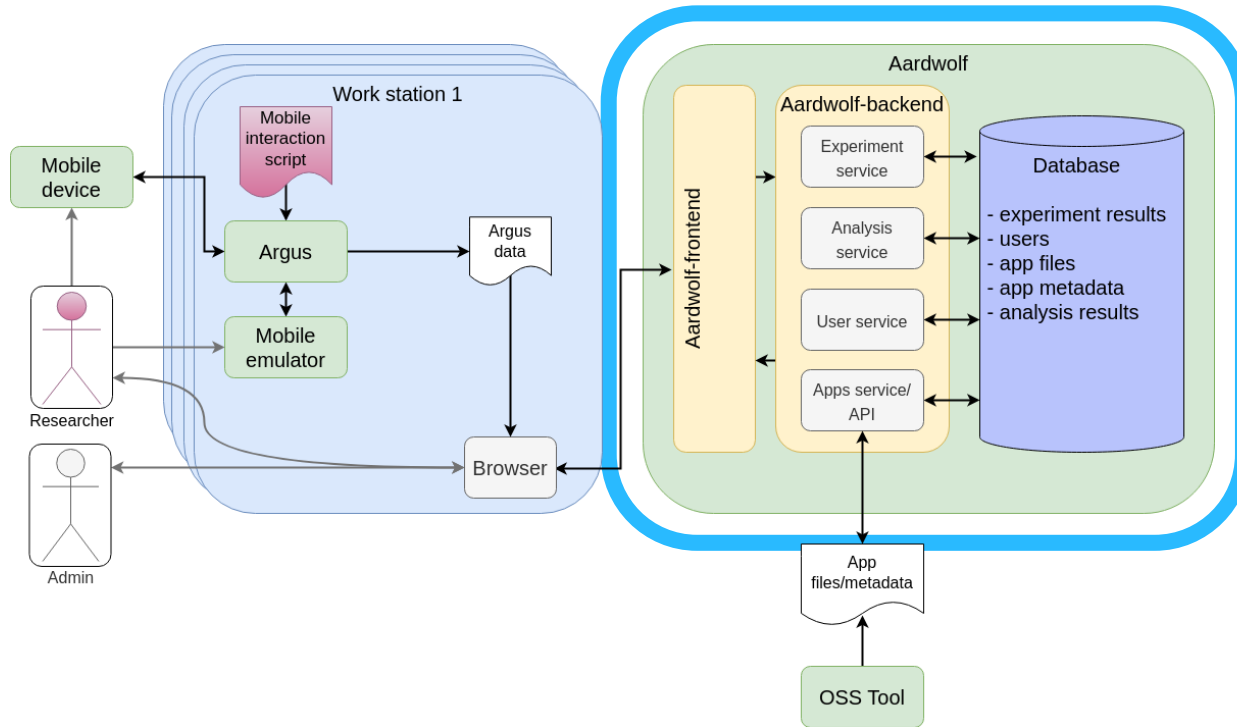 Work station 1
Mobile
interaction
script
Mobile
device
Argus
Argus
data
Mobile
emulator
Researcher
Browser
Admin
Aardwolf
Aardwolf-frontend
Aardwolf-backend
Experiment
service
Analysis
service
User service
Apps service/
API
Database
- experiment results
- users
- app files
- app metadata
- analysis results
App
files/metadata
OSS Tool